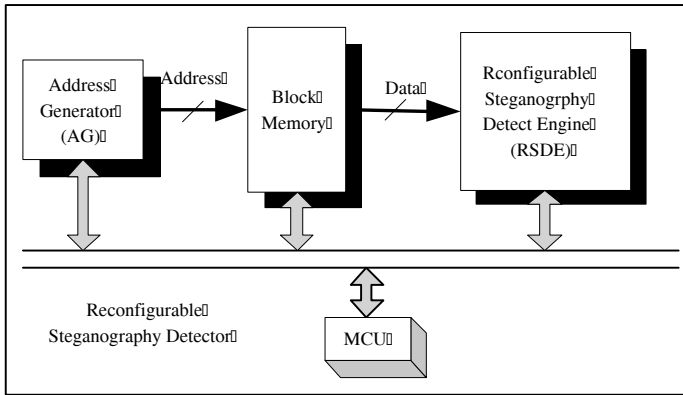 Address
Generator
(AG)
Address
Block
Memory
Data
Rconfigurable
Steganogrphy
Detect Engine
(RSDE)
Reconfigurable
Steganography Detector
MCU